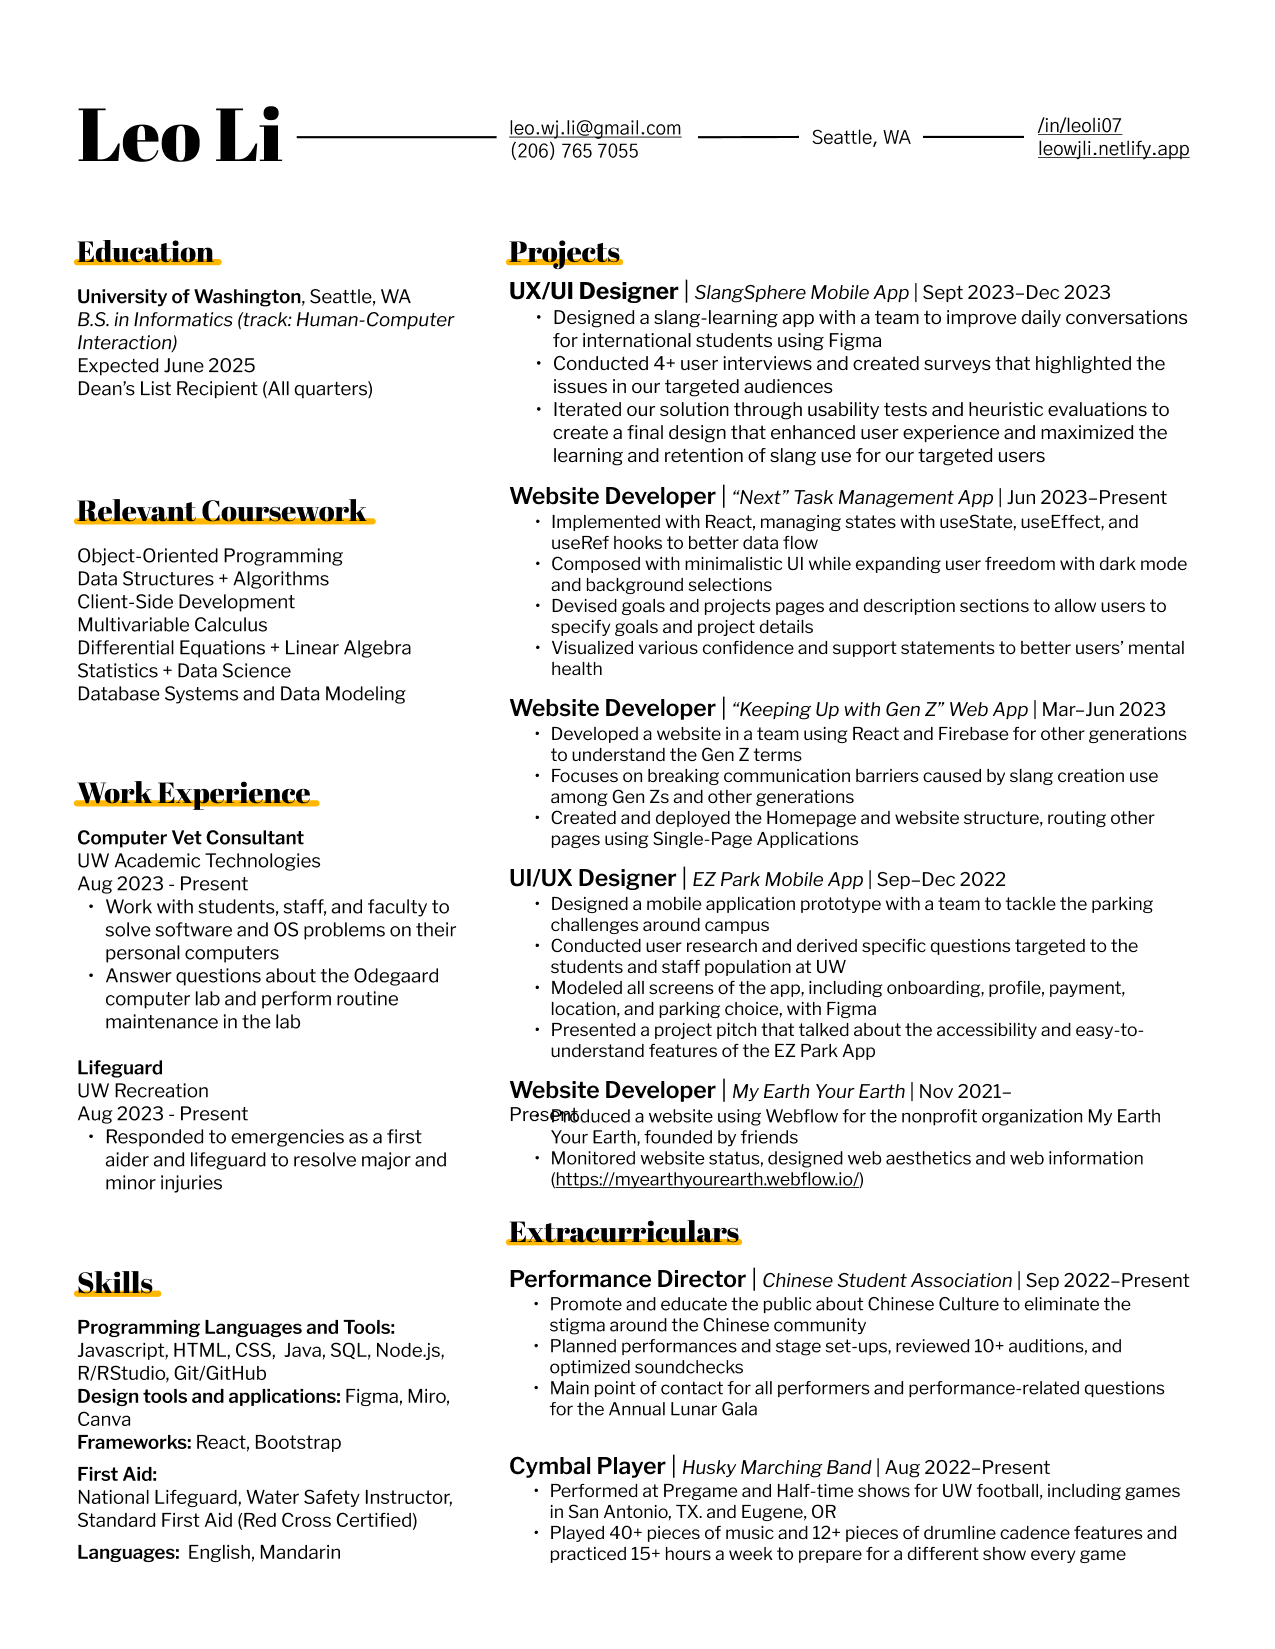 Leo Li
leo.wj.li@gmail.com
(206) 765 7055
Seattle, WA
/in/leoli07
leowjli.netlify.app
Education
University of Washington, Seattle, WA
B.S. in Informatics (track: Human-Computer
Interaction)
Expected June 2025
Dean’s List Recipient (All quarters)
Relevant Coursework
Object-Oriented Programming
Data Structures + Algorithms
Client-Side Development
Multivariable Calculus
Differential Equations + Linear Algebra
Statistics + Data Science
Database Systems and Data Modeling
Work Experience
Computer Vet Consultant
UW Academic Technologies
Aug 2023 - Present
• Work with students, staff, and faculty to
solve software and OS problems on their
personal computers
• Answer questions about the Odegaard
computer lab and perform routine
maintenance in the lab
Lifeguard
UW Recreation
Aug 2023 - Present
• Responded to emergencies as a first
aider and lifeguard to resolve major and
minor injuries
Skills
Programming Languages and Tools:
Javascript, HTML, CSS,  Java, SQL, Node.js,
R/RStudio, Git/GitHub
Design tools and applications: Figma, Miro,
Canva
Frameworks: React, Bootstrap
First Aid:
National Lifeguard, Water Safety Instructor,
Standard First Aid (Red Cross Certified)
Languages:  English, Mandarin
Projects
UX/UI Designer | SlangSphere Mobile App | Sept 2023–Dec 2023
• Designed a slang-learning app with a team to improve daily conversations
for international students using Figma
• Conducted 4+ user interviews and created surveys that highlighted the
issues in our targeted audiences
• Iterated our solution through usability tests and heuristic evaluations to
create a final design that enhanced user experience and maximized the
learning and retention of slang use for our targeted users
Website Developer | “Next” Task Management App | Jun 2023–Present
• Implemented with React, managing states with useState, useEffect, and
useRef hooks to better data flow
• Composed with minimalistic UI while expanding user freedom with dark mode
and background selections
• Devised goals and projects pages and description sections to allow users to
specify goals and project details
• Visualized various confidence and support statements to better users’ mental
health
Website Developer | “Keeping Up with Gen Z” Web App | Mar–Jun 2023
• Developed a website in a team using React and Firebase for other generations
to understand the Gen Z terms
• Focuses on breaking communication barriers caused by slang creation use
among Gen Zs and other generations
• Created and deployed the Homepage and website structure, routing other
pages using Single-Page Applications
UI/UX Designer | EZ Park Mobile App | Sep–Dec 2022
• Designed a mobile application prototype with a team to tackle the parking
challenges around campus
• Conducted user research and derived specific questions targeted to the
students and staff population at UW
• Modeled all screens of the app, including onboarding, profile, payment,
location, and parking choice, with Figma
• Presented a project pitch that talked about the accessibility and easy-to-
understand features of the EZ Park App
Website Developer | My Earth Your Earth | Nov 2021–
Present
• Produced a website using Webflow for the nonprofit organization My Earth
Your Earth, founded by friends
• Monitored website status, designed web aesthetics and web information
(https://myearthyourearth.webflow.io/)
Extracurriculars
Performance Director | Chinese Student Association | Sep 2022–Present
• Promote and educate the public about Chinese Culture to eliminate the
stigma around the Chinese community
• Planned performances and stage set-ups, reviewed 10+ auditions, and
optimized soundchecks
• Main point of contact for all performers and performance-related questions
for the Annual Lunar Gala
Cymbal Player | Husky Marching Band | Aug 2022–Present
• Performed at Pregame and Half-time shows for UW football, including games
in San Antonio, TX. and Eugene, OR
• Played 40+ pieces of music and 12+ pieces of drumline cadence features and
practiced 15+ hours a week to prepare for a different show every game